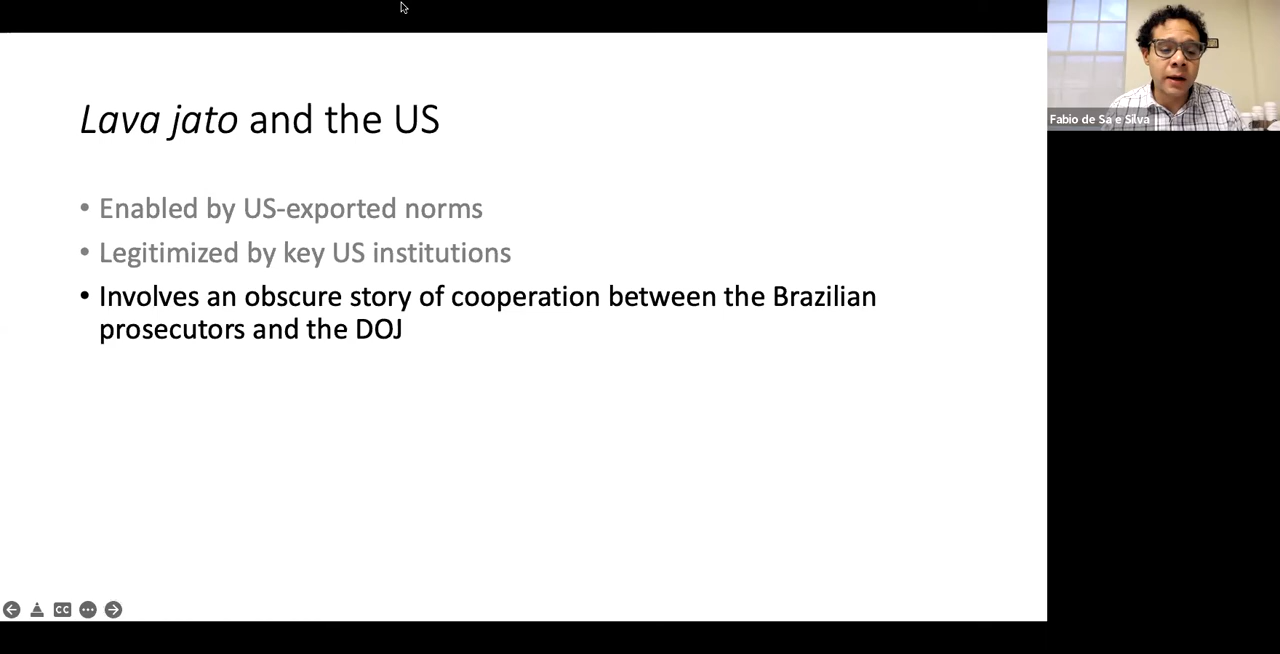 Lava jato and the US
• Enabled by US-exported norms
• Legitimized by key US institutions
• Involves an obscure story of cooperation between the Brazilian
prosecutors and the DOJ
Fabio de Sa e Silva
CC